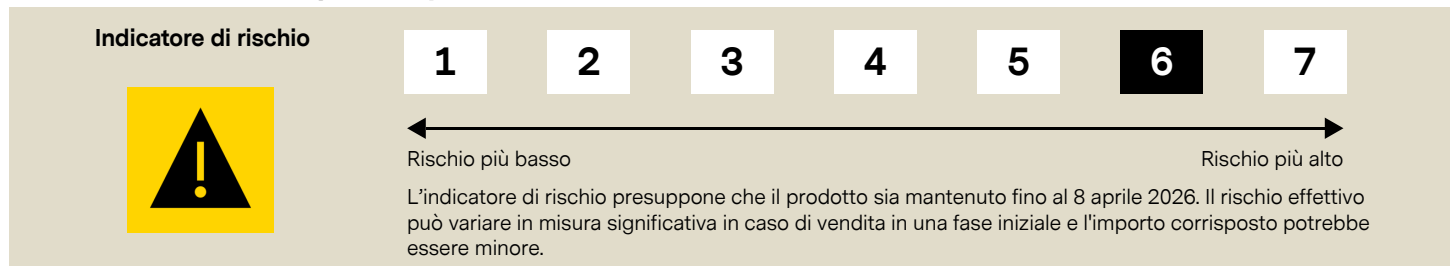 Indicatore di rischio
1 2 3 4 5 6 7
Rischio più basso Rischio più alto
L'indicatore di rischio presuppone che il prodotto sia mantenuto fino al 8 aprile 2026. Il rischio effettivo
può variare in misura significativa in caso di vendita in una fase iniziale e l'importo corrisposto potrebbe
essere minore.